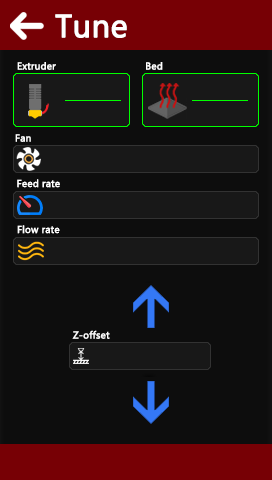 Tune
Extruder
Bed
Fan
Feed rate
Flow rate
Z-offset